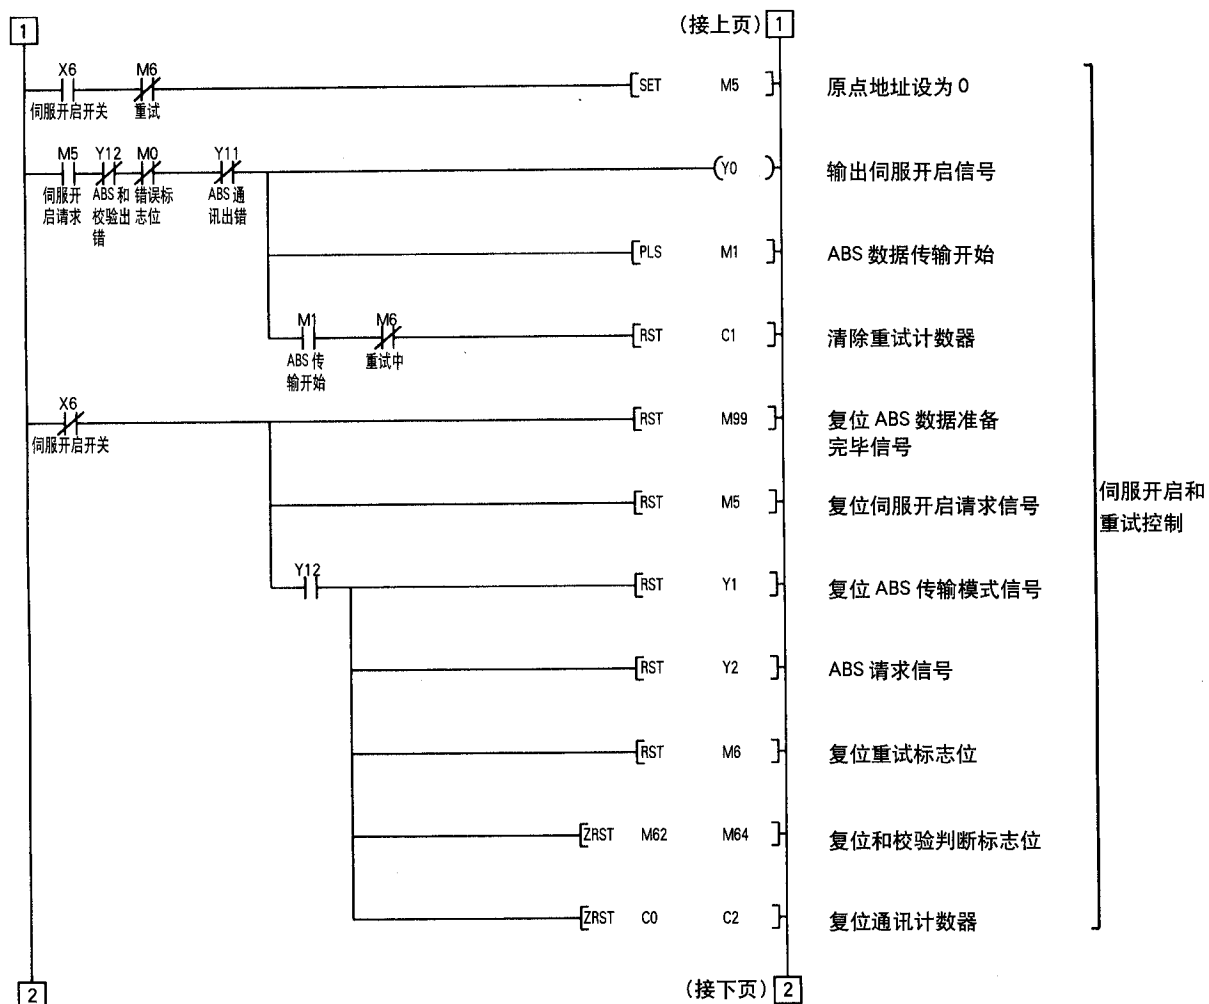 1 (接上页) 1
X6 M6
SET M5 原点地址设为 0
伺服开启开关 重试
M5 Y12 M0 Y11
Y0 输出伺服开启信号
伺服开 ABS 和 错误标 ABS 通
启请求 校验出 志位 讯出错
错
PLS M1 ABS 数据传输开始
M1 M6
RST C1 清除重试计数器
ABS 传 重试中
输开始
X6
RST M99 复位 ABS 数据准备
完毕信号
伺服开启开关
伺服开启和
重试控制
RST M5 复位伺服开启请求信号
Y12
RST Y1 复位 ABS 传输模式信号
RST Y2 ABS 请求信号
RST M6 复位重试标志位
ZRST M62 M64 复位和校验判断标志位
ZRST C0 C2 复位通讯计数器
2 (接下页) 2